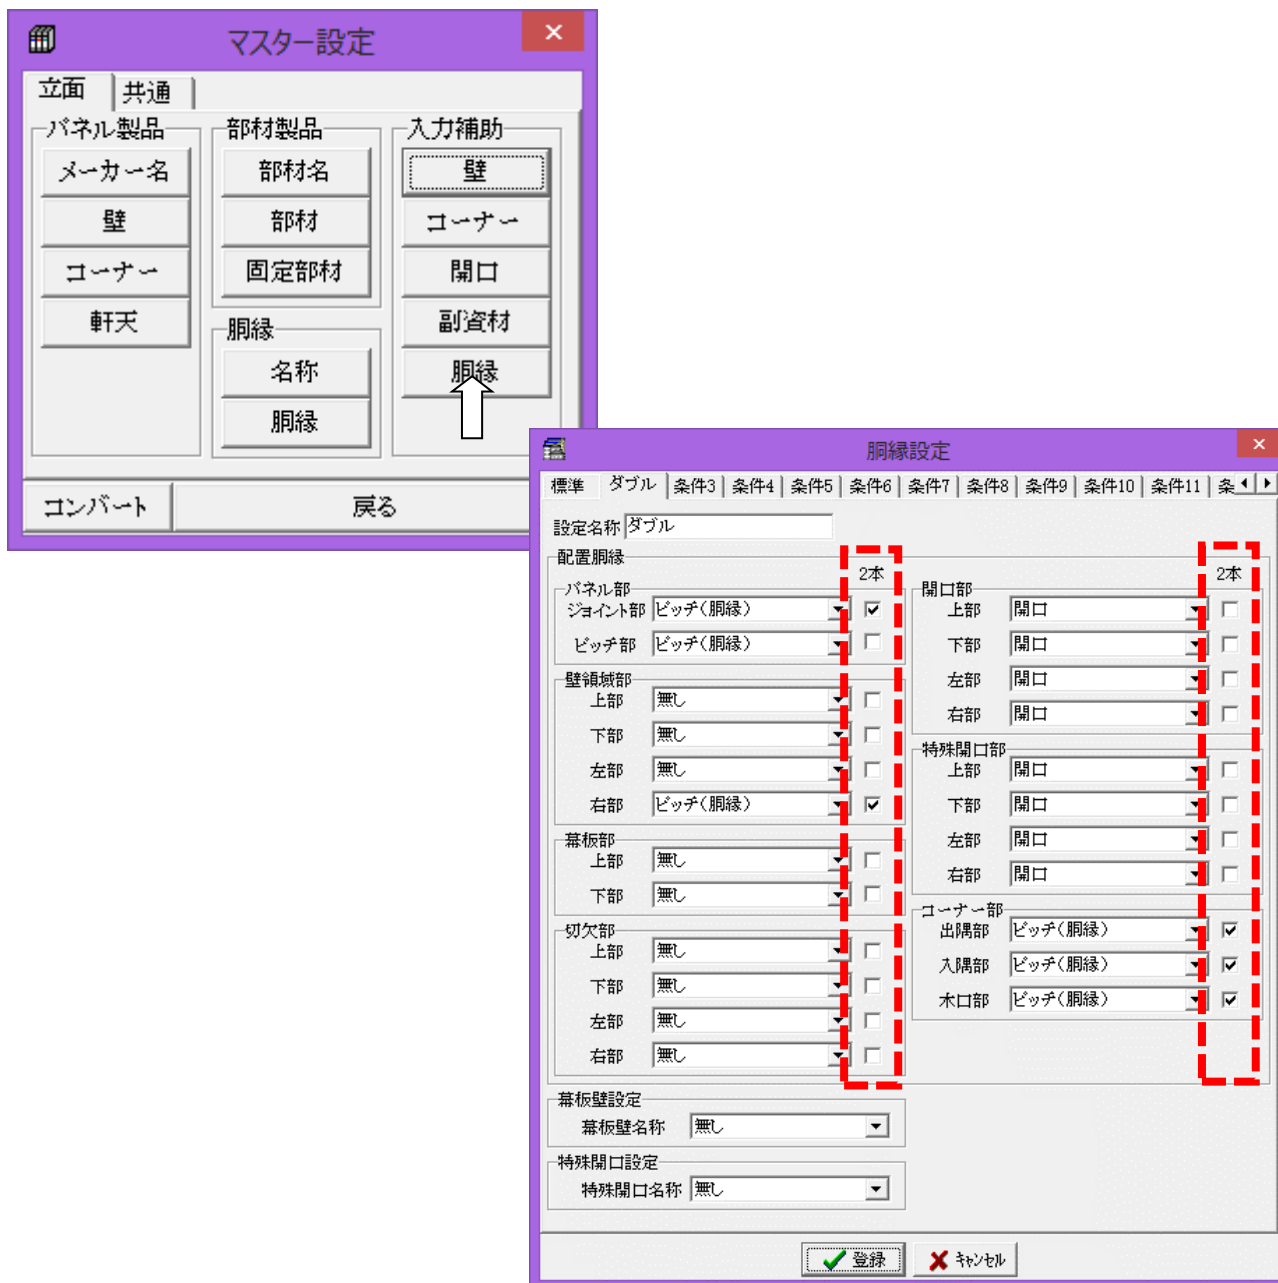 マスター設定
立面 共通
パネル製品 部材製品 入力補助
メーカー名 部材名 壁
壁 部材 コーナー
コーナー 固定部材 開口
軒天 副資材
胴縁
名称 胴縁
胴縁
コンバート 戻る
胴縁設定
標準 ダブル 条件3 条件4 条件5 条件6 条件7 条件8 条件9 条件10 条件11 条
設定名称 ダブル
配置胴縁
2本 2本
パネル部 開口部
ジョイント部 ピッチ(胴縁) 上部 開口
ピッチ部 ピッチ(胴縁) 下部 開口
壁領域部 左部 開口
上部 無し 右部 開口
下部 無し 特殊開口部
左部 無し 上部 開口
右部 ピッチ(胴縁) 下部 開口
幕板部 左部 開口
上部 無し 右部 開口
下部 無し コーナー部
切欠部 出隅部 ピッチ(胴縁)
上部 無し 入隅部 ピッチ(胴縁)
下部 無し 木口部 ピッチ(胴縁)
左部 無し
右部 無し
幕板壁設定
幕板壁名称 無し
特殊開口設定
特殊開口名称 無し
登録 キャンセル